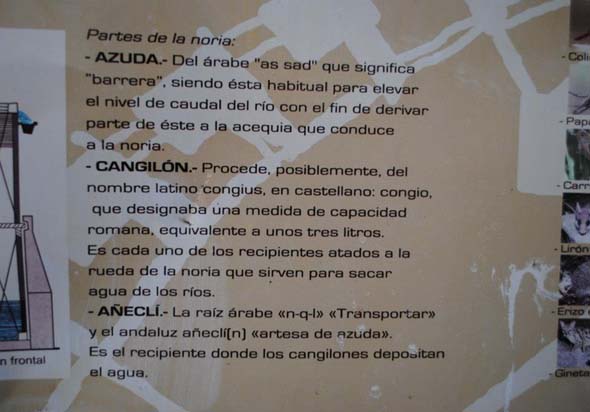 Partes de la noria:
- AZUDA.- Del árabe "as sad" que significa
"barrera", siendo ésta habitual para elevar
el nivel de caudal del río con el fin de derivar
parte de éste a la acequia que conduce
a la noria.
- CANGILÓN.- Procede, posiblemente, del
nombre latino congius, en castellano: congio,
que designaba una medida de capacidad
romana, equivalente a unos tres litros.
Es cada uno de los recipientes atados a la
rueda de la noria que sirven para sacar
agua de los ríos.
- AÑECLÍ.- La raíz árabe «n-q-l» «Transportar»
y el andaluz añeclí[n) «artesa de azuda».
Es el recipiente donde los cangilones depositan
el agua.
frontal
- Coli
- Pap
- Carr
- Lirón
- Erizo
- Gineta